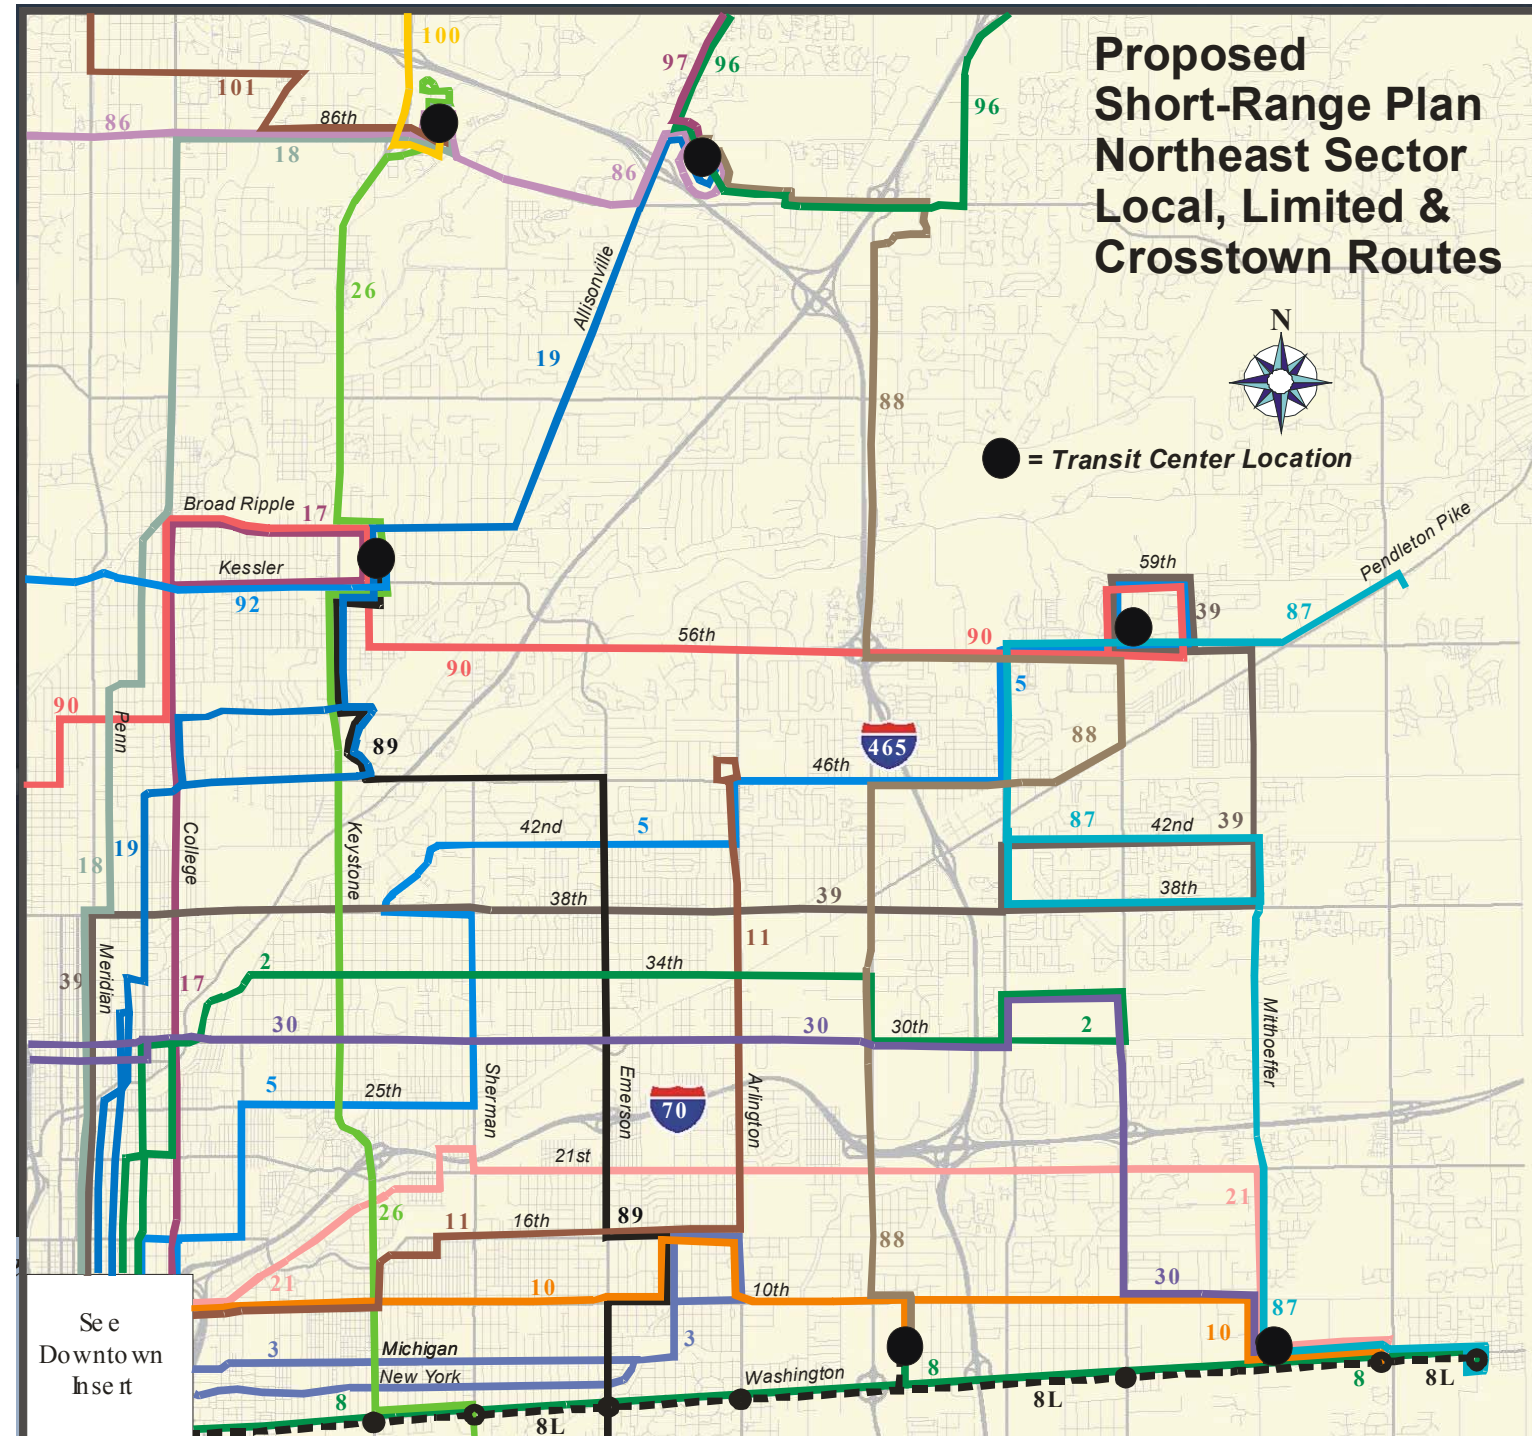 Proposed
Short-Range Plan
Northeast Sector
Local, Limited &
Crosstown Routes
N
= Transit Center Location
100
97
96
101
86th
86
18
96
86
26
Allisonville
19
88
Broad Ripple
17
Kessler
92
59th
39
87
Pendleton Pike
56th
90
90
5
90
Penn
89
465
88
46th
42nd
5
87
42nd
39
18
19
College
Keystone
38th
39
38th
39
Meridian
17
2
34th
11
30
30
30th
2
Mitthoeffer
5
25th
Sherman
Emerson
70
Arlington
21st
21
26
11
16th
89
88
21
10
10th
30
87
10
See
Downtown
Insert
3
Michigan
3
New York
Washington
8
8
8L
8
8L
8L